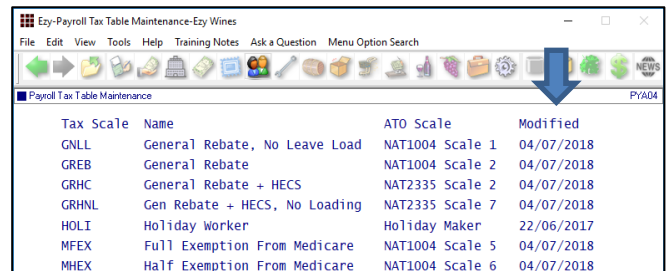 Ezy-Payroll Tax Table Maintenance-Ezy Wines
File Edit View Tools Help Training Notes Ask a Question Menu Option Search
NEWS
Payroll Tax Table Maintenance PYA04
Tax Scale Name ATO Scale Modified
GNLL General Rebate, No Leave Load NAT1004 Scale 1 04/07/2018
GREB General Rebate NAT1004 Scale 2 04/07/2018
GRHC General Rebate + HECS NAT2335 Scale 2 04/07/2018
GRHNL Gen Rebate + HECS, No Loading NAT2335 Scale 7 04/07/2018
HOLI Holiday Worker Holiday Maker 22/06/2017
MFEX Full Exemption From Medicare NAT1004 Scale 5 04/07/2018
MHEX Half Exemption From Medicare NAT1004 Scale 6 04/07/2018